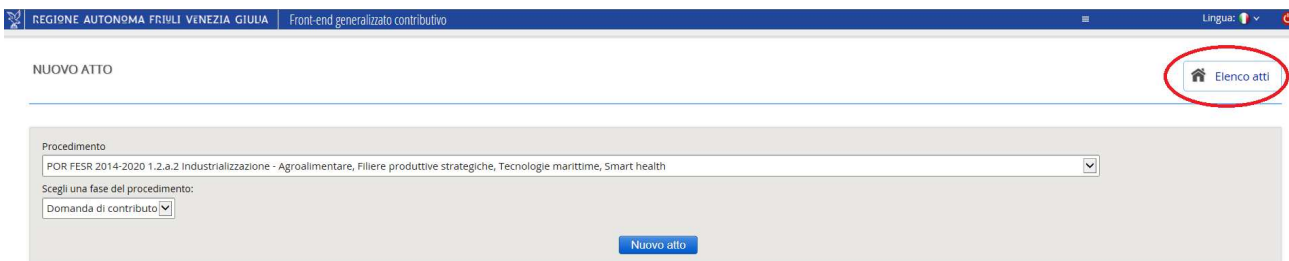 REGIONE AUTONOMA FRIULI VENEZIA GIULIA Front-end generalizzato contributivo Lingua:
NUOVO ATTO
Elenco atti
Procedimento
POR FESR 2014-2020 1.2.a.2 Industrializzazione - Agroalimentare, Filiere produttive strategiche, Tecnologie marittime, Smart health
Scegli una fase del procedimento:
Domanda di contributo
Nuovo atto